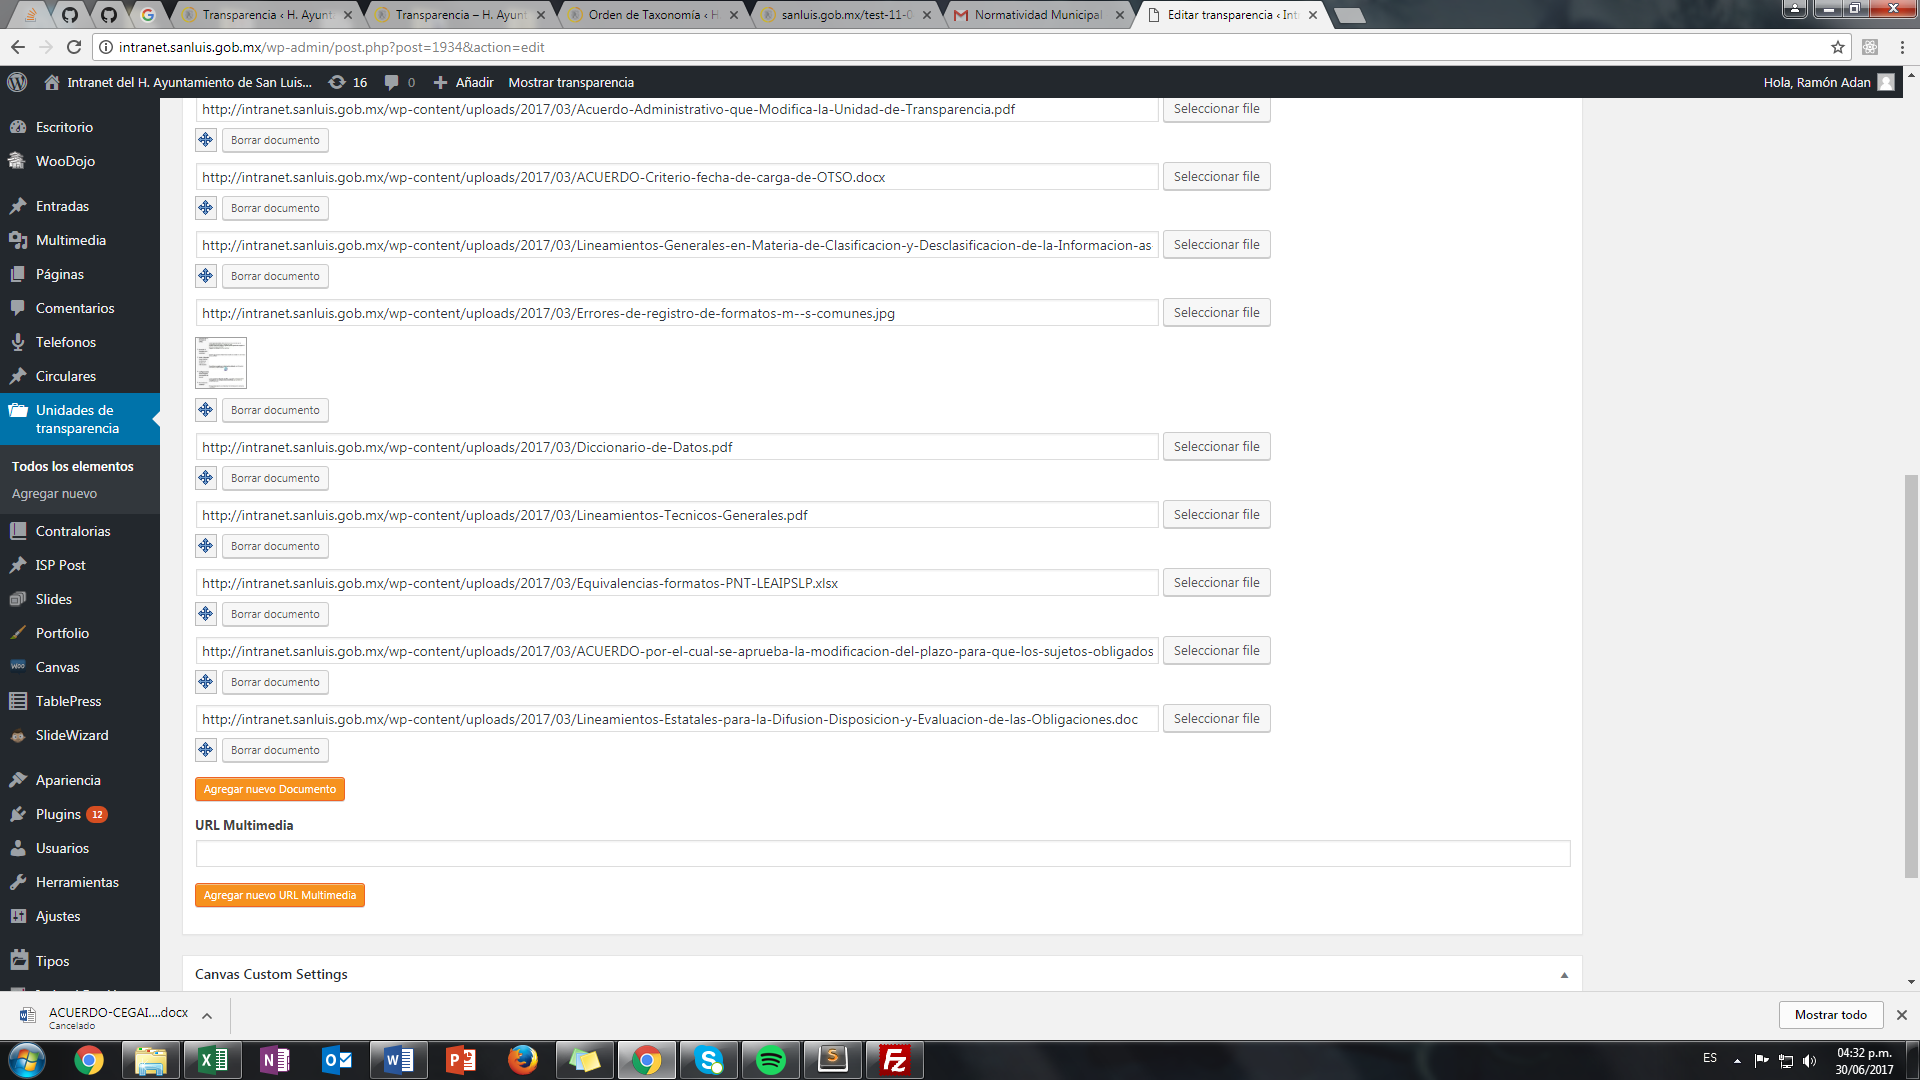 Transparencia ‹ H. Ayunt
Transparencia – H. Ayunt
Orden de Taxonomía ‹ H
sanluis.gob.mx/test-11-0
Normatividad Municipal
Editar transparencia ‹ Int
intranet.sanluis.gob.mx/wp-admin/post.php?post=1934&action=edit
Intranet del H. Ayuntamiento de San Luis...
16
0
Añadir
Mostrar transparencia
Hola, Ramón Adan
Escritorio
WooDojo
Entradas
Multimedia
Páginas
Comentarios
Telefonos
Circulares
Unidades de
transparencia
Todos los elementos
Agregar nuevo
Contralorias
ISP Post
Slides
Portfolio
Canvas
TablePress
SlideWizard
Apariencia
Plugins 12
Usuarios
Herramientas
Ajustes
Tipos
http://intranet.sanluis.gob.mx/wp-content/uploads/2017/03/Acuerdo-Administrativo-que-Modifica-la-Unidad-de-Transparencia.pdf
Seleccionar file
Borrar documento
http://intranet.sanluis.gob.mx/wp-content/uploads/2017/03/ACUERDO-Criterio-fecha-de-carga-de-OTSO.docx
Seleccionar file
Borrar documento
http://intranet.sanluis.gob.mx/wp-content/uploads/2017/03/Lineamientos-Generales-en-Materia-de-Clasificacion-y-Desclasificacion-de-la-Informacion-as
Seleccionar file
Borrar documento
http://intranet.sanluis.gob.mx/wp-content/uploads/2017/03/Errores-de-registro-de-formatos-m--s-comunes.jpg
Seleccionar file
Borrar documento
http://intranet.sanluis.gob.mx/wp-content/uploads/2017/03/Diccionario-de-Datos.pdf
Seleccionar file
Borrar documento
http://intranet.sanluis.gob.mx/wp-content/uploads/2017/03/Lineamientos-Tecnicos-Generales.pdf
Seleccionar file
Borrar documento
http://intranet.sanluis.gob.mx/wp-content/uploads/2017/03/Equivalencias-formatos-PNT-LEAIPSLP.xlsx
Seleccionar file
Borrar documento
http://intranet.sanluis.gob.mx/wp-content/uploads/2017/03/ACUERDO-por-el-cual-se-aprueba-la-modificacion-del-plazo-para-que-los-sujetos-obligados
Seleccionar file
Borrar documento
http://intranet.sanluis.gob.mx/wp-content/uploads/2017/03/Lineamientos-Estatales-para-la-Difusion-Disposicion-y-Evaluacion-de-las-Obligaciones.doc
Seleccionar file
Borrar documento
Agregar nuevo Documento
URL Multimedia
Agregar nuevo URL Multimedia
Canvas Custom Settings
ACUERDO-CEGAI....docx
Cancelado
Mostrar todo
ES
04:32 p.m.
30/06/2017